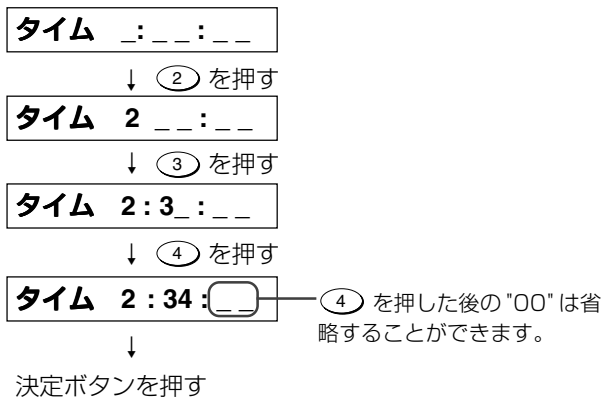 タイム _:_ _:_ _
↓ ② を押す
タイム 2 _ _:_ _
↓ ③ を押す
タイム 2:3_:_ _
↓ ④ を押す
タイム 2:34:_ _
④ を押した後の"00"は省
略することができます。
↓
決定ボタンを押す